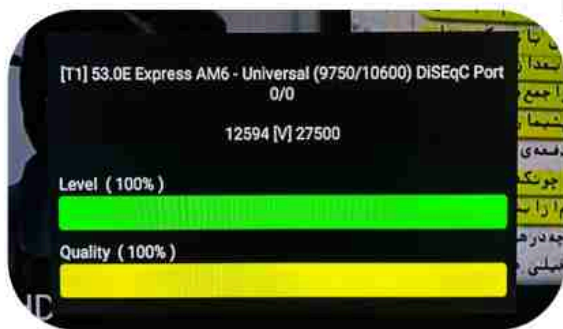 [T1] 53.0E Express AM6 - Universal (9750/10600) DiSEqC Port
0/0
12594 [V] 27500
Level ( 100% )
Quality ( 100% )